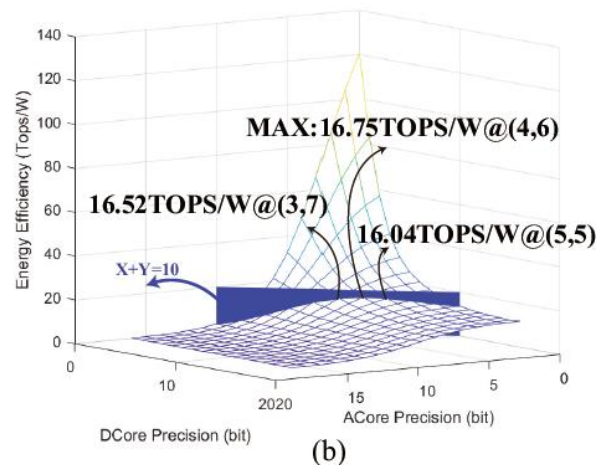 140
120
100
80
60
40
20
0
Energy Efficiency (Tops/W)
MAX:16.75TOPS/W@(4,6)
16.52TOPS/W@(3,7)
16.04TOPS/W@(5,5)
X+Y=10
0
10
2020
15
10
5
0
DCore Precision (bit)
ACore Precision (bit)
(b)